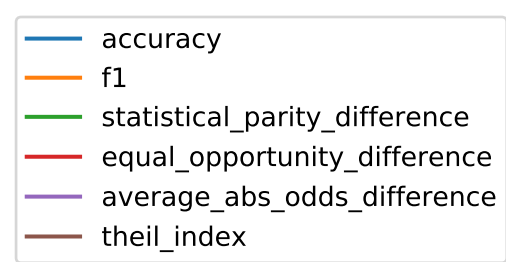 accuracy
f1
statistical_parity_difference
equal_opportunity_difference
average_abs_odds_difference
theil_index